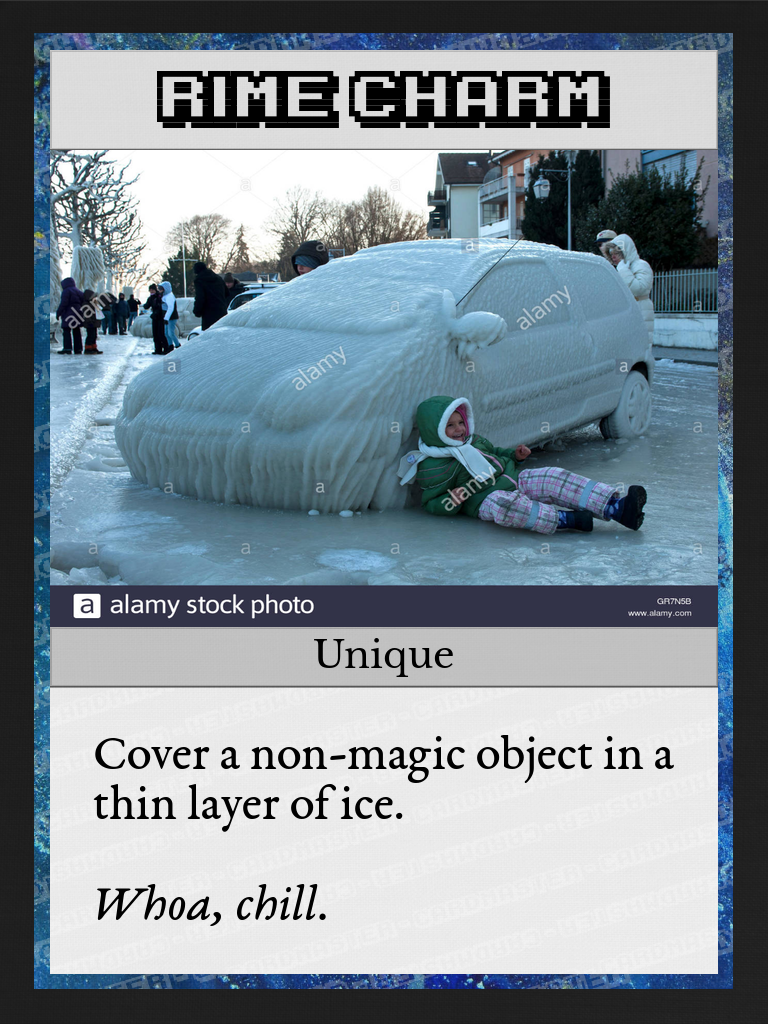 RIME CHARM
alamy
alamy
alamy
alamy
a alamy stock photo
GR7N5B
www.alamy.com
Unique
Cover a non-magic object in a
thin layer of ice.
Whoa, chill.